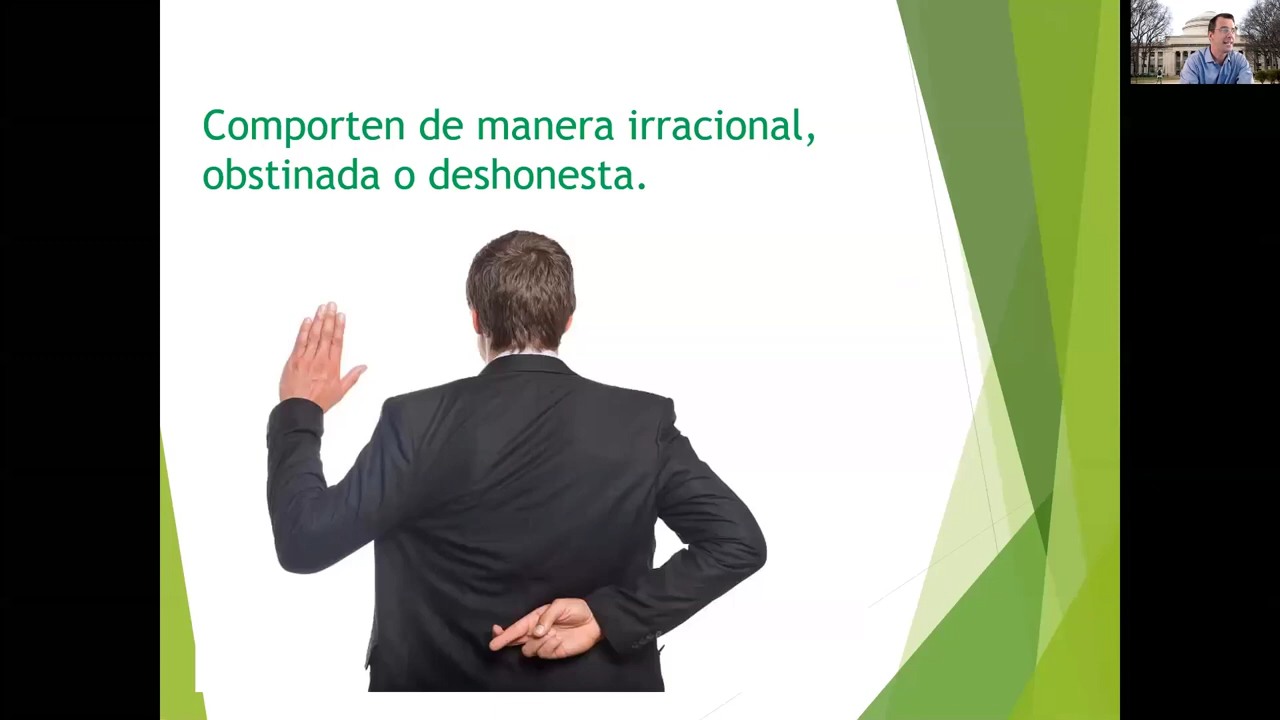 Comporten de manera irracional,
obstinada o deshonesta.